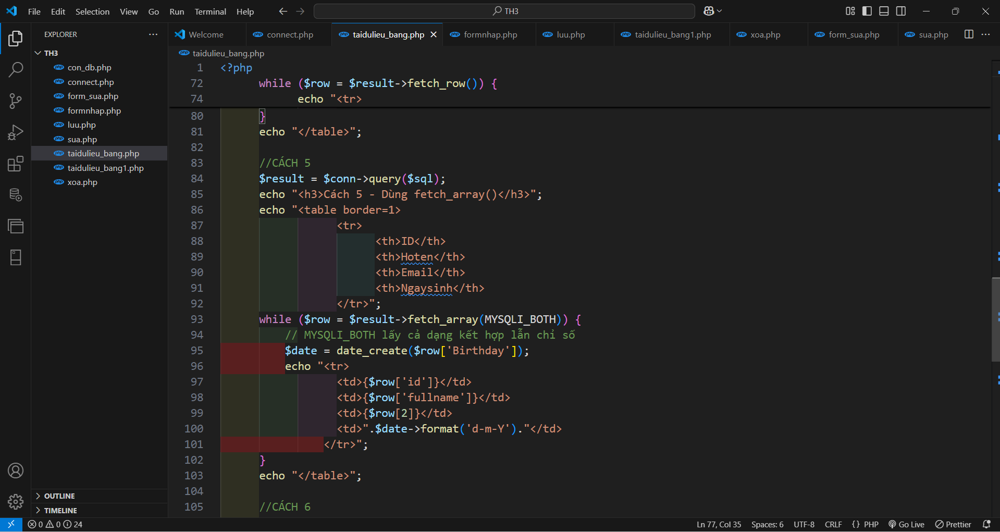 File Edit Selection View Go Run Terminal Help TH3
EXPLORER
TH3
con_db.php
connect.php
form_sua.php
formnhap.php
luu.php
sua.php
taidulieu_bang.php
taidulieu_bang1.php
xoa.php
OUTLINE
TIMELINE
Welcome connect.php taidulieu_bang.php formnhap.php luu.php taidulieu_bang1.php xoa.php form_sua.php sua.php
taidulieu_bang.php
1 <?php
72 while ($row = $result->fetch_row()) {
74 echo "<tr>
80 }
81 echo "</table>";
82
83 //CÁCH 5
84 $result = $conn->query($sql);
85 echo "<h3>Cách 5 - Dùng fetch_array()</h3>";
86 echo "<table border=1>
87 <tr>
88 <th>ID</th>
89 <th>Hoten</th>
90 <th>Email</th>
91 <th>Ngaysinh</th>
92 </tr>";
93 while ($row = $result->fetch_array(MYSQLI_BOTH)) {
94 // MYSQLI_BOTH lấy cả dạng kết hợp lẫn chỉ số
95 $date = date_create($row['Birthday']);
96 echo "<tr>
97 <td>{$row['id']}</td>
98 <td>{$row['fullname']}</td>
99 <td>{$row[2]}</td>
100 <td>".$date->format('d-m-Y')."</td>
101 </tr>";
102 }
103 echo "</table>";
104
105 //CÁCH 6
0 0 24 Ln 77, Col 35 Spaces: 6 UTF-8 CRLF {} PHP Go Live Prettier